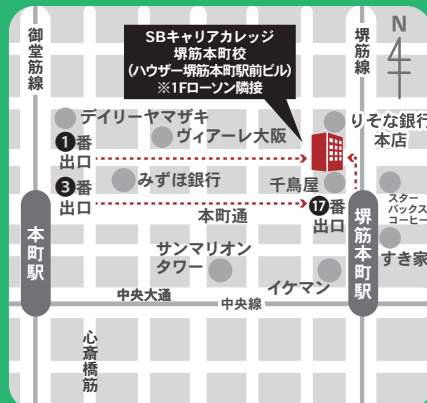 SBキャリアカレッジ
堺筋本町校
(ハウザー堺筋本町駅前ビル)
※1Fローソン隣接
N
御堂筋線
堺筋線
デイリーヤマザキ
ヴィアーレ大阪
りそな銀行
本店
1番
出口
3番
出口
みずほ銀行
千鳥屋
17番
出口
スター
バックス
コーヒー
本町通
本町駅
堺筋本町駅
サンマリオン
タワー
イケマン
すき家
中央大通
中央線
心斎橋筋